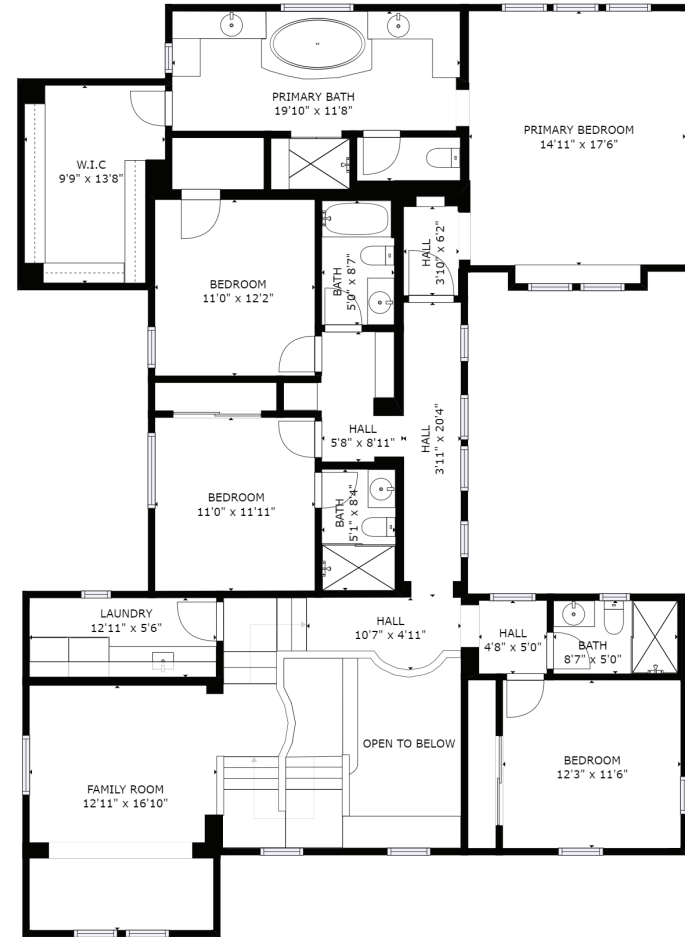 PRIMARY BATH
19'10" x 11'8"
PRIMARY BEDROOM
14'11" x 17'6"
W.I.C
9'9" x 13'8"
HALL
3'10" x 6'2"
BATH
5'0" x 8'7"
BEDROOM
11'0" x 12'2"
HALL
5'8" x 8'11"
HALL
3'11" x 20'4"
BEDROOM
11'0" x 11'11"
BATH
5'1" x 8'4"
LAUNDRY
12'11" x 5'6"
HALL
10'7" x 4'11"
HALL
4'8" x 5'0"
BATH
8'7" x 5'0"
OPEN TO BELOW
BEDROOM
12'3" x 11'6"
FAMILY ROOM
12'11" x 16'10"